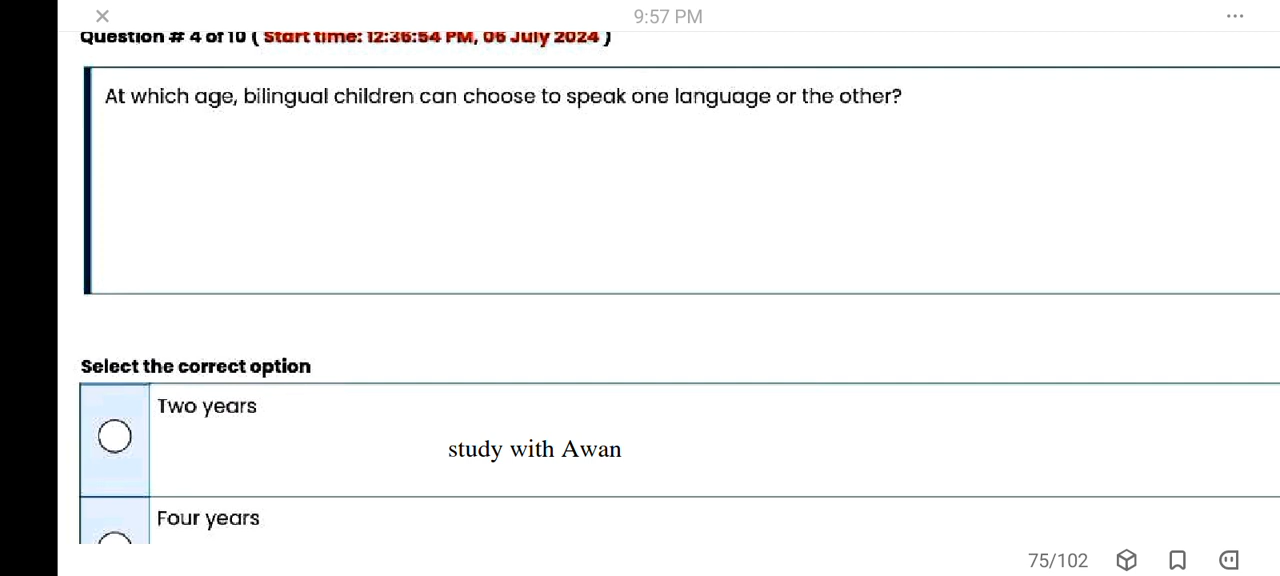 9:57 PM
Question # 4 of 10 ( Start time: 12:36:54 PM, 06 July 2024 )
At which age, bilingual children can choose to speak one language or the other?
Select the correct option
Two years
study with Awan
Four years
75/102